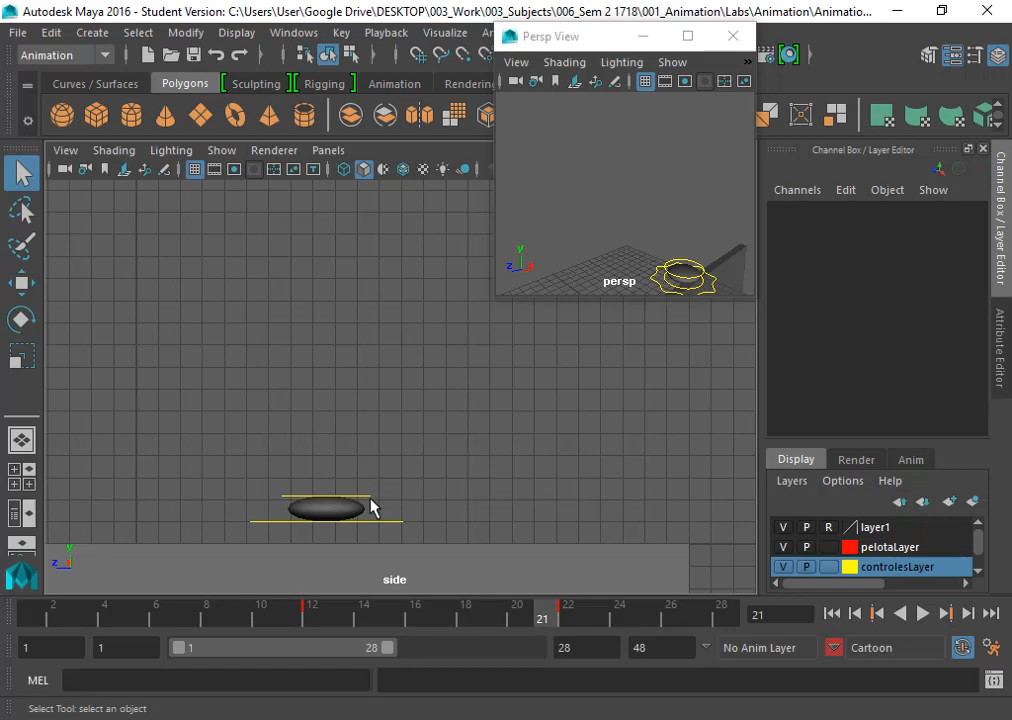 Autodesk Maya 2016 - Student Version: C:\Users\User\Google Drive\DESKTOP\003_Work\003_Subjects\006_Sem 2 1718\001_Animation\Labs\Animation\Animatio...
File Edit Create Select Modify Display Windows Key Playback Visualize An
Persp View
Animation
View Shading Lighting Show »
Curves / Surfaces Polygons Sculpting Rigging Animation Rendering
View Shading Lighting Show Renderer Panels
Channel Box / Layer Editor
Channels Edit Object Show
Channel Box / Layer Editor
Attribute Editor
y
z
persp
Display Render Anim
Layers Options Help
V P R layer1
V P pelotaLayer
V P controlesLayer
y
z
side
2 4 6 8 10 12 14 16 18 20 21 22 24 26 28
21
1 1 1 28 28 48 No Anim Layer Cartoon
MEL
Select Tool: select an object